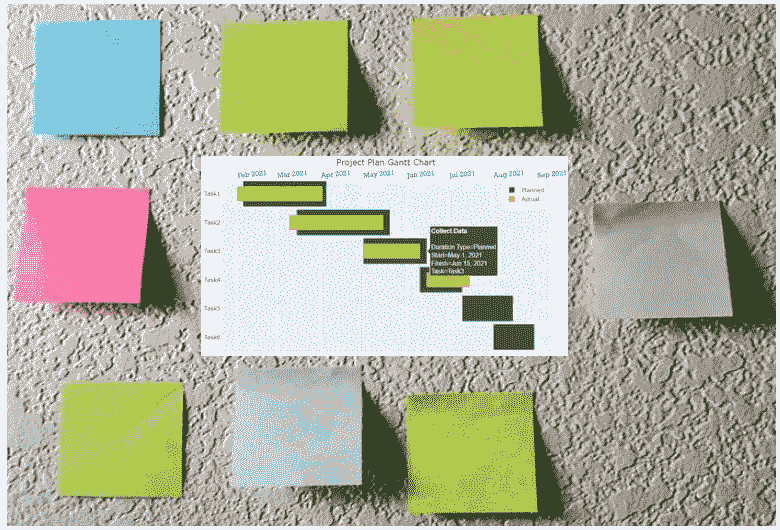 Project Plan Gantt Chart
Feb 2021 Mar 2021 Apr 2021 May 2021 Jun 2021 Jul 2021 Aug 2021 Sep 2021
Planned
Actual
Task1
Task2
Task3
Task4
Task5
Task6
Collect Data
Duration Type=Planned
Start=May 1, 2021
Finish=Jun 15, 2021
Task=Task3